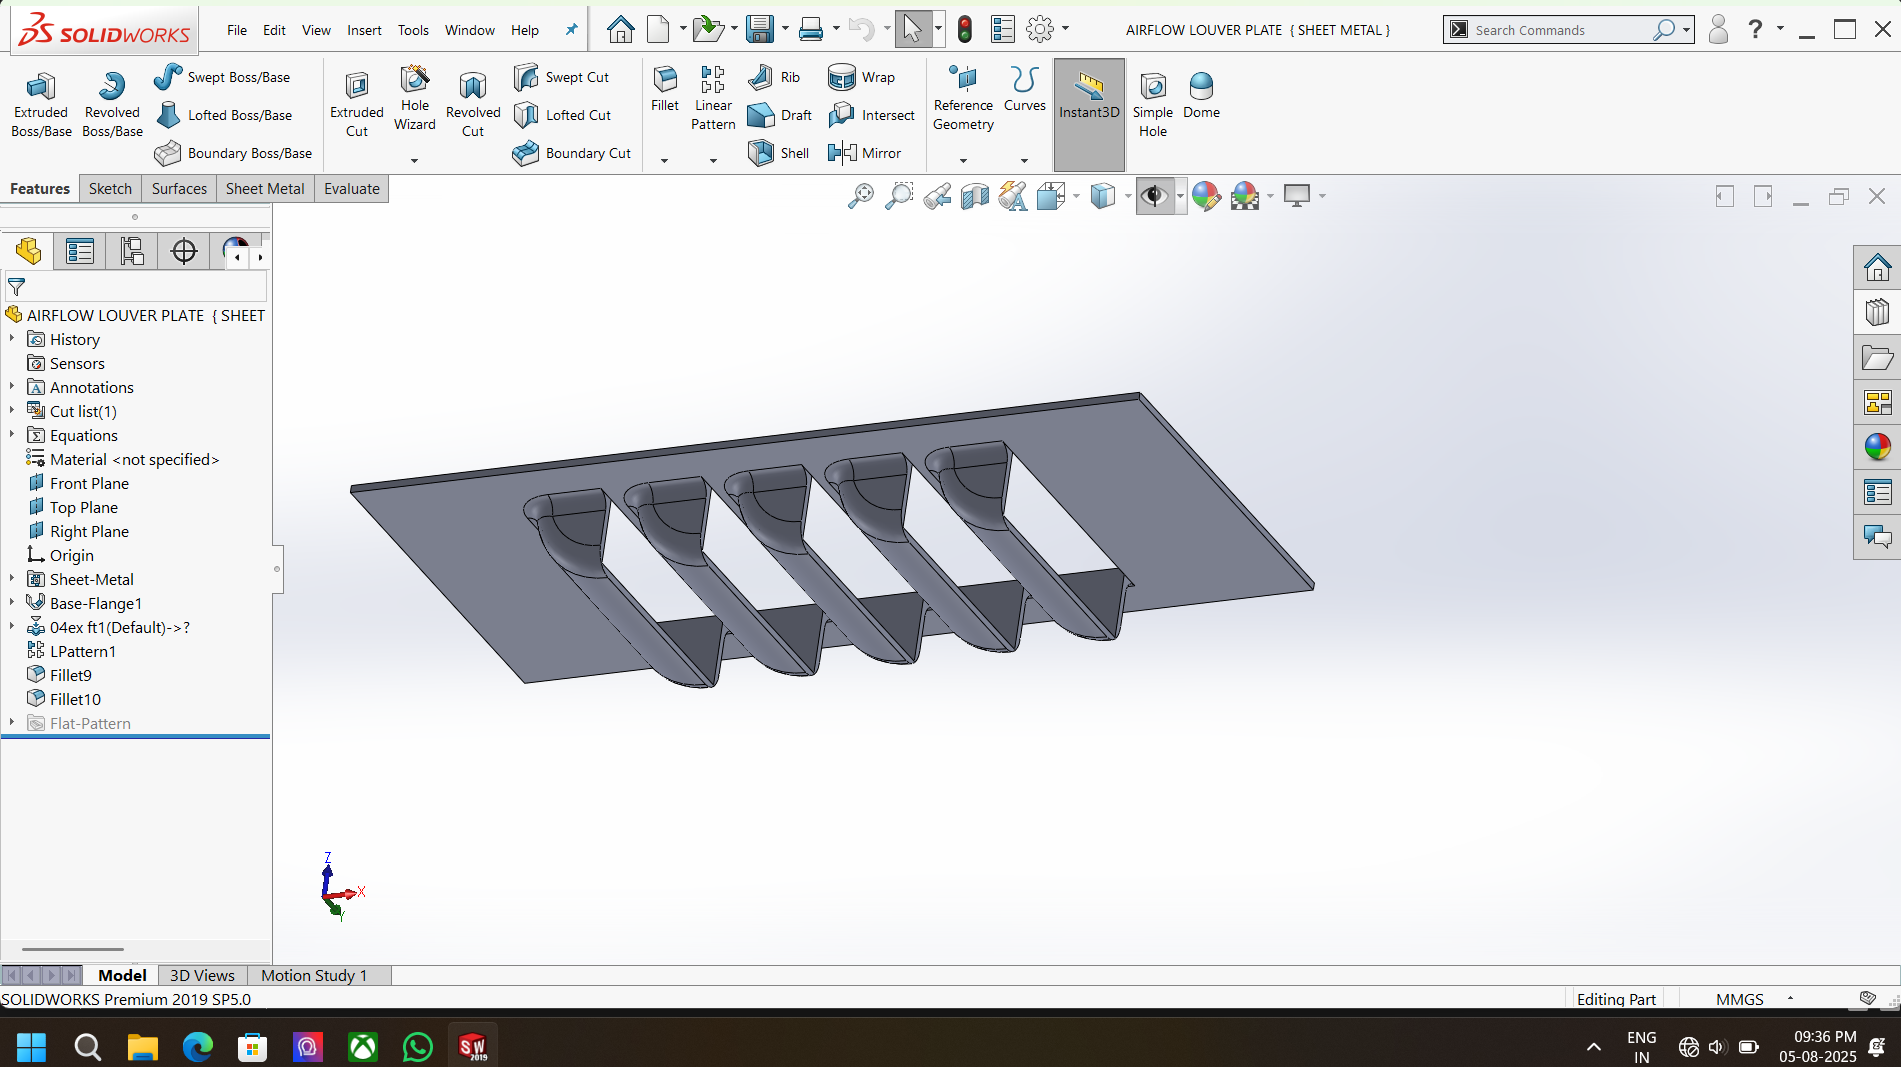 SOLIDWORKS
File Edit View Insert Tools Window Help
AIRFLOW LOUVER PLATE { SHEET METAL }
Search Commands
?
Extruded Boss/Base
Revolved Boss/Base
Swept Boss/Base
Lofted Boss/Base
Boundary Boss/Base
Extruded Cut
Hole Wizard
Revolved Cut
Swept Cut
Lofted Cut
Boundary Cut
Fillet
Linear Pattern
Rib
Draft
Shell
Wrap
Intersect
Mirror
Reference Geometry
Curves
Instant3D
Simple Hole
Dome
Features Sketch Surfaces Sheet Metal Evaluate
AIRFLOW LOUVER PLATE { SHEET
History
Sensors
Annotations
Cut list(1)
Equations
Material <not specified>
Front Plane
Top Plane
Right Plane
Origin
Sheet-Metal
Base-Flange1
04ex ft1(Default)->?
LPattern1
Fillet9
Fillet10
Flat-Pattern
Z
X
Y
Model 3D Views Motion Study 1
SOLIDWORKS Premium 2019 SP5.0
Editing Part
MMGS
SW
2019
ENG
IN
09:36 PM
05-08-2025